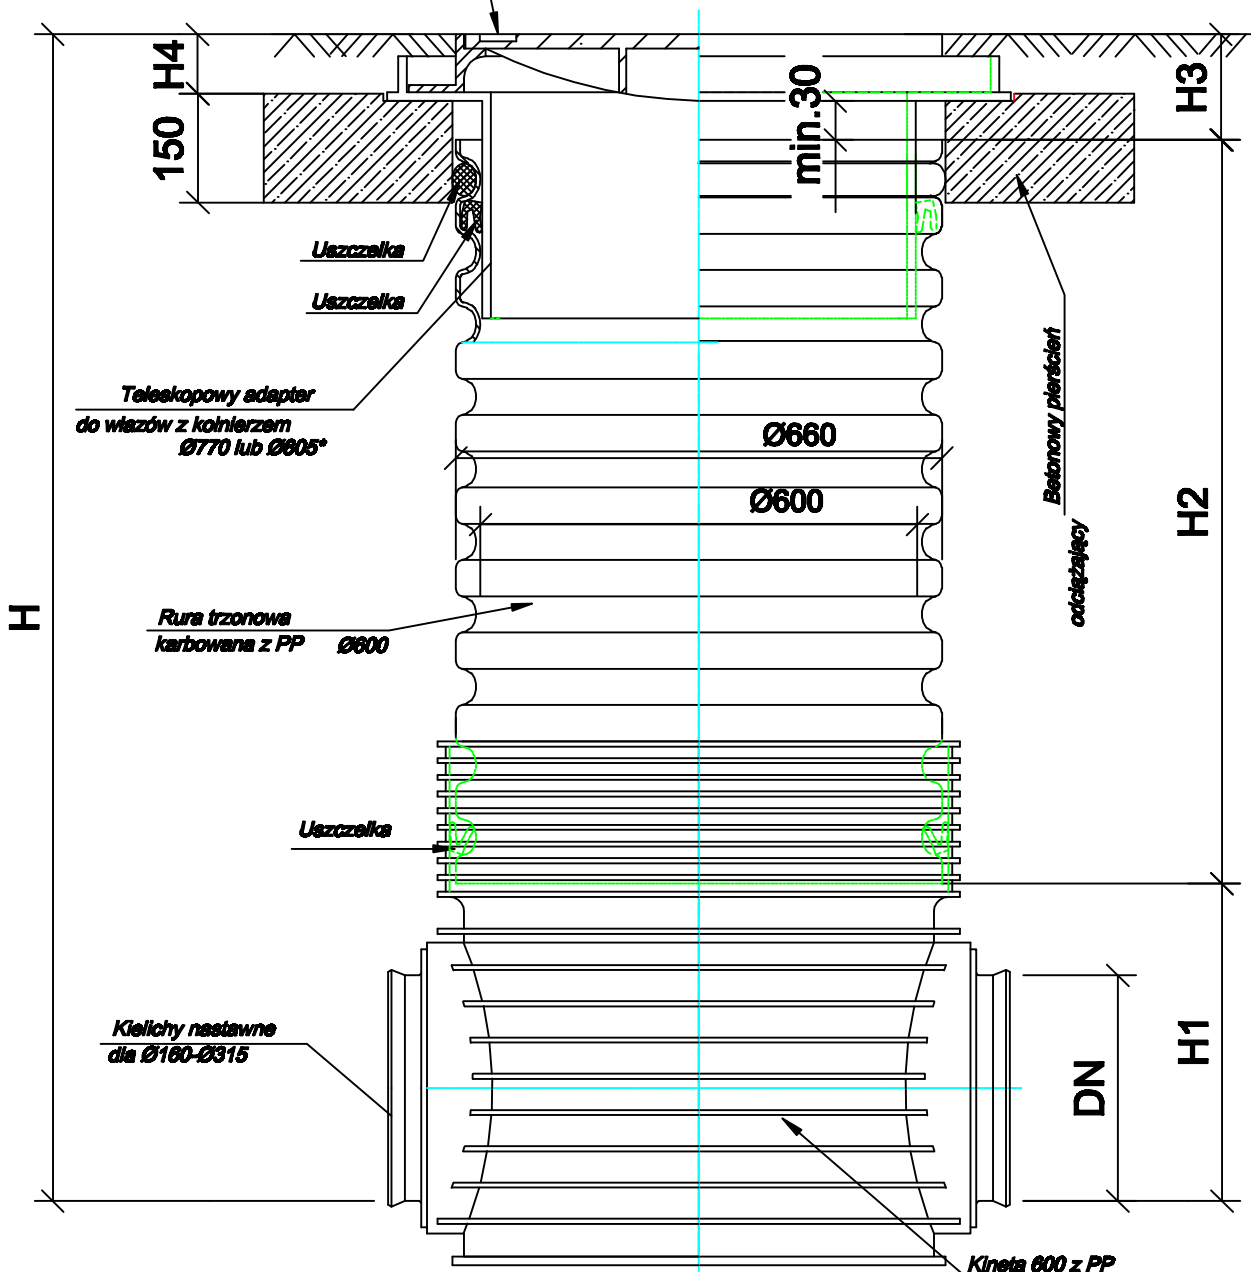 H4
150
H3
min.30
Uszczelka
Uszczelka
Teleskopowy adapter
do włazów z kołnierzem
Ø770 lub Ø605*
Ø660
Ø600
Betonowy pierścień
odciążający
H2
H
Rura trzonowa
karbowana z PP Ø600
Uszczelka
Kielichy nastawne
dla Ø160-Ø315
DN
H1
Kineta 600 z PP